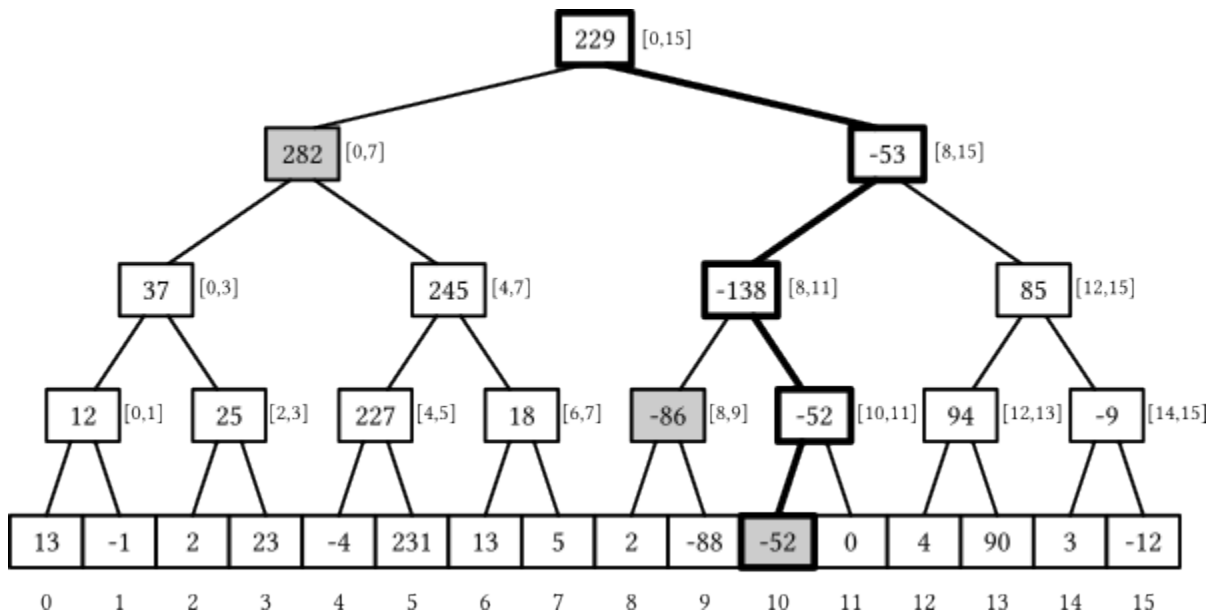 229 [0,15]
282 [0,7] -53 [8,15]
37 [0,3] 245 [4,7] -138 [8,11] 85 [12,15]
12 [0,1] 25 [2,3] 227 [4,5] 18 [6,7] -86 [8,9] -52 [10,11] 94 [12,13] -9 [14,15]
13 -1 2 23 -4 231 13 5 2 -88 -52 0 4 90 3 -12
0 1 2 3 4 5 6 7 8 9 10 11 12 13 14 15